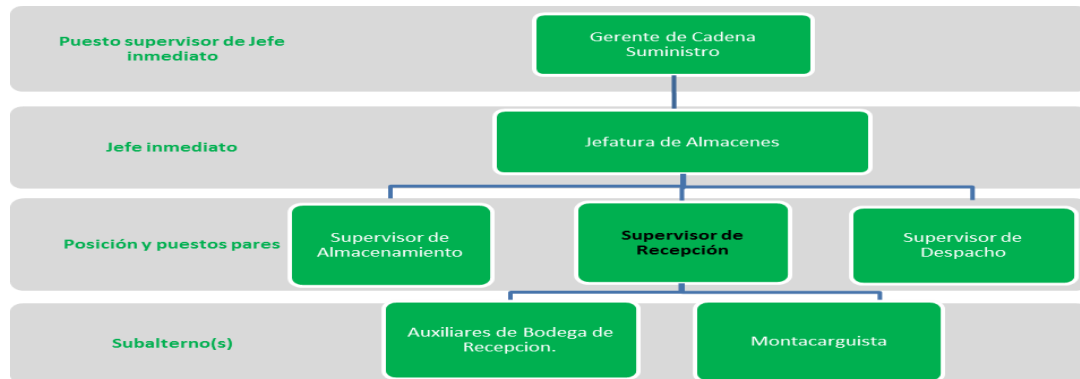 Puesto supervisor de Jefe
inmediato
Gerente de Cadena
Suministro
Jefe inmediato
Jefatura de Almacenes
Posición y puestos pares
Supervisor de
Almacenamiento
Supervisor de
Recepción
Supervisor de
Despacho
Subalterno(s)
Auxiliares de Bodega de
Recepcion.
Montacarguista